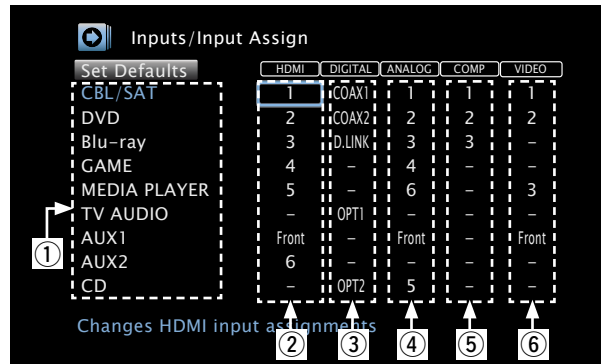 Inputs/Input Assign
Set Defaults HDMI DIGITAL ANALOG COMP VIDEO
CBL/SAT 1 COAX1 1 1 1
DVD 2 COAX2 2 2 2
Blu-ray 3 D.LINK 3 3 –
GAME 4 – 4 – –
MEDIA PLAYER 5 – 6 – 3
TV AUDIO – OPT1 – – –
AUX1 Front – Front – Front
AUX2 6 – – – –
CD – OPT2 5 – –
①
Changes HDMI input assignments
② ③ ④ ⑤ ⑥